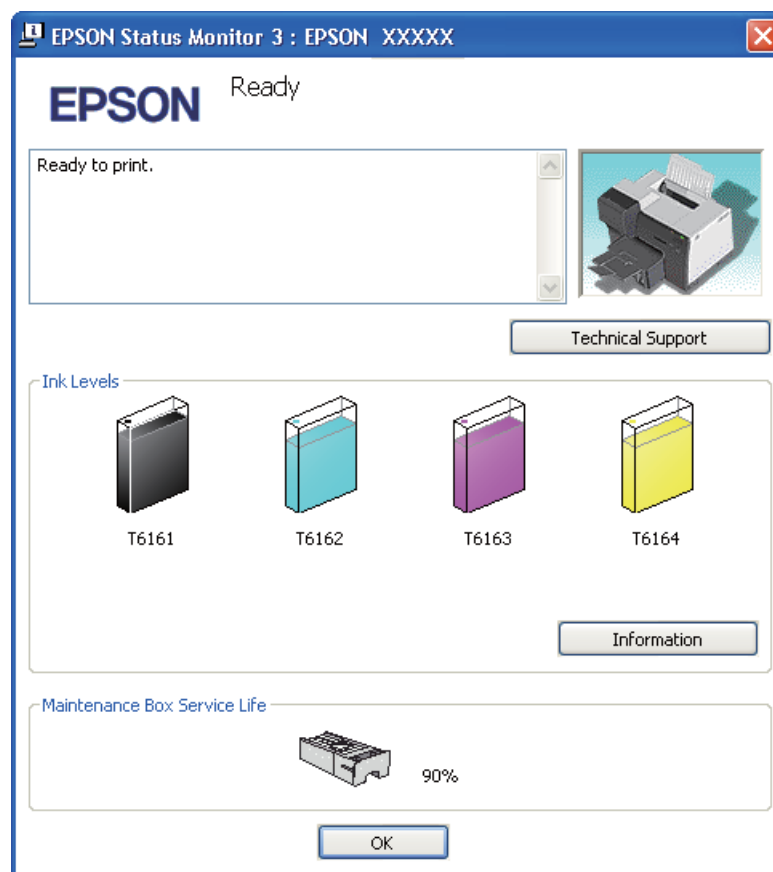 EPSON Status Monitor 3 : EPSON XXXXX
EPSON
Ready
Ready to print.
Technical Support
Ink Levels
T6161
T6162
T6163
T6164
Information
Maintenance Box Service Life
90%
OK